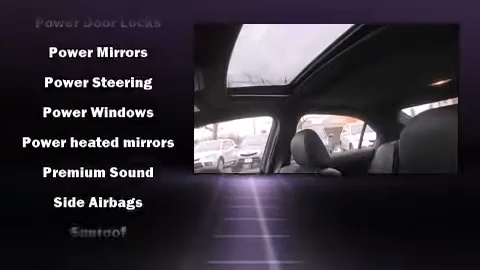 Power Door Locks
Power Mirrors
Power Steering
Power Windows
Power heated mirrors
Premium Sound
Side Airbags
Sunroof